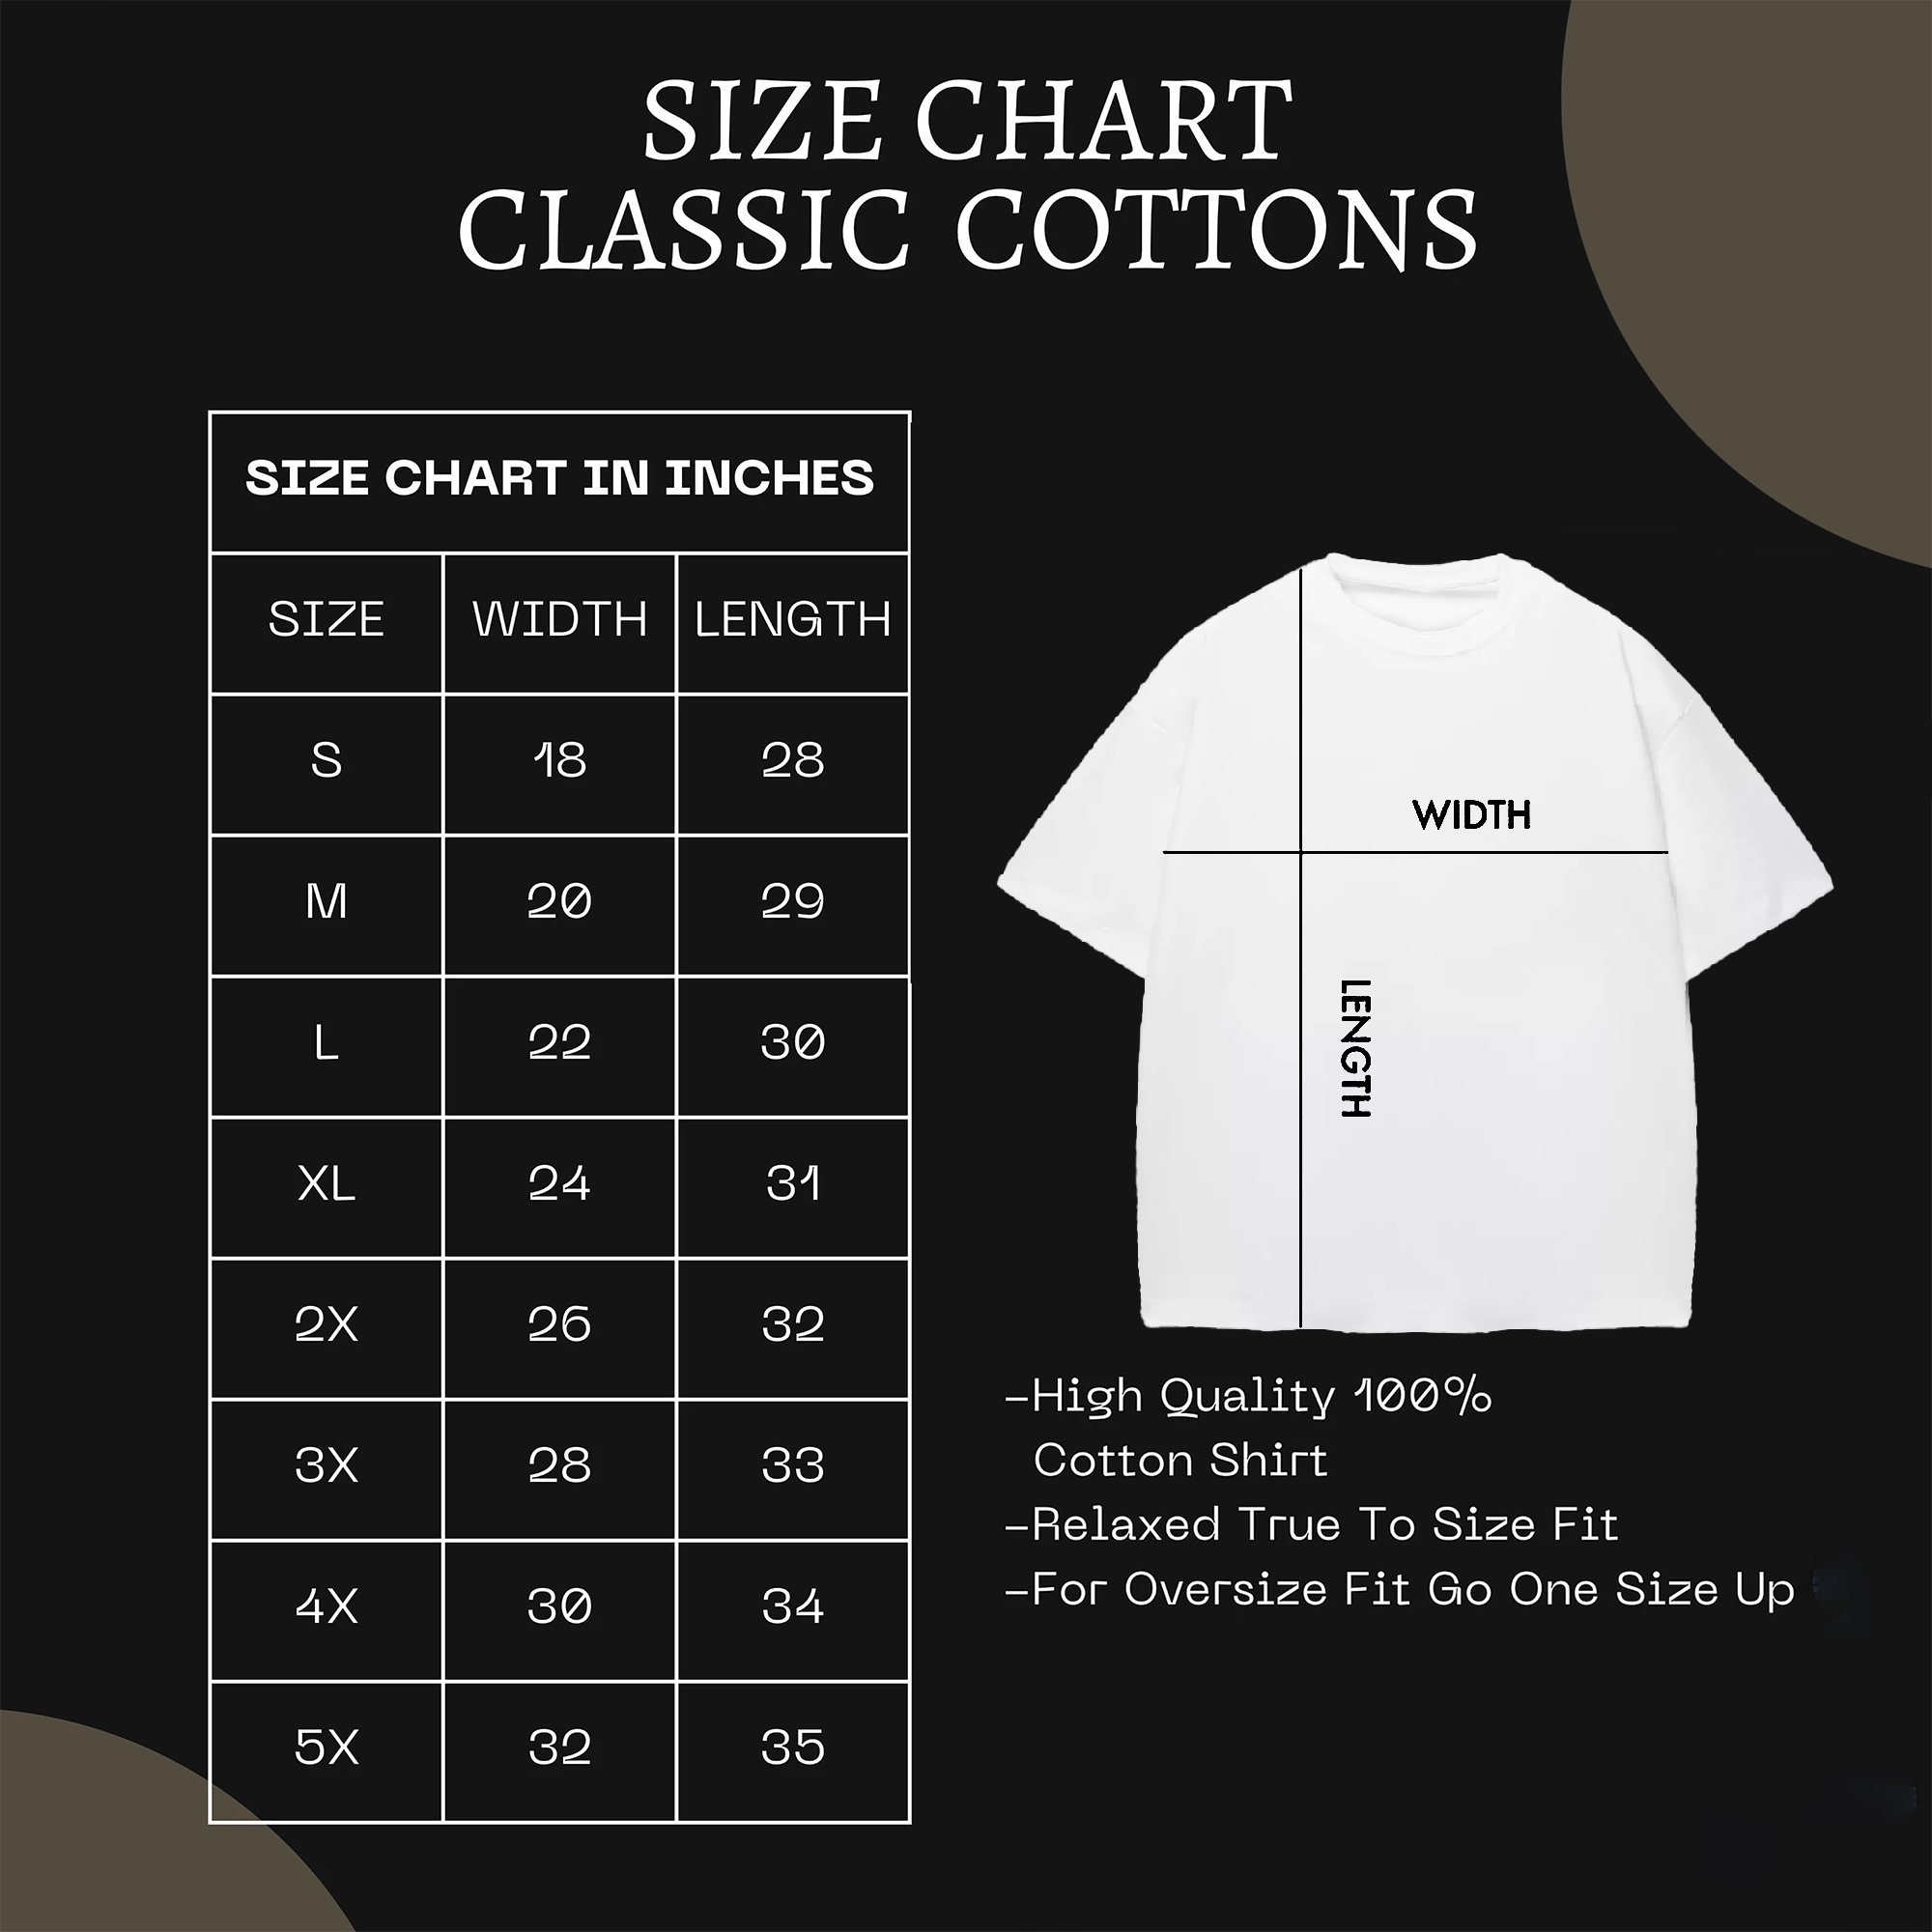 SIZE CHART
CLASSIC COTTONS
SIZE CHART IN INCHES
SIZE WIDTH LENGTH
S 18 28
M 20 29
L 22 30
XL 24 31
2X 26 32
3X 28 33
4X 30 34
5X 32 35
WIDTH
LENGTH
-High Quality 100%
Cotton Shirt
-Relaxed True To Size Fit
-For Oversize Fit Go One Size Up